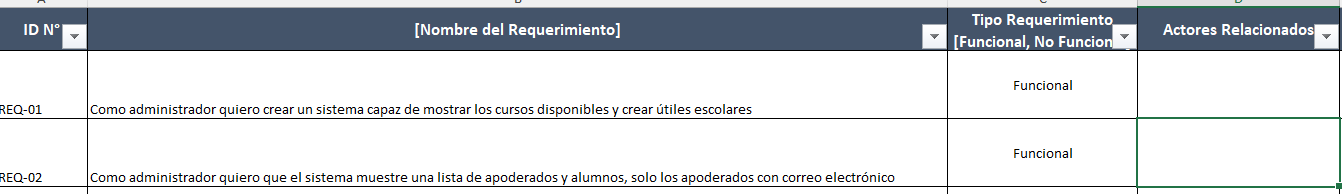 ID N°
[Nombre del Requerimiento]
Tipo Requerimiento
[Funcional, No Funcion
Actores Relacionados
Funcional
REQ-01
Como administrador quiero crear un sistema capaz de mostrar los cursos disponibles y crear útiles escolares
Funcional
REQ-02
Como administrador quiero que el sistema muestre una lista de apoderados y alumnos, solo los apoderados con correo electrónico